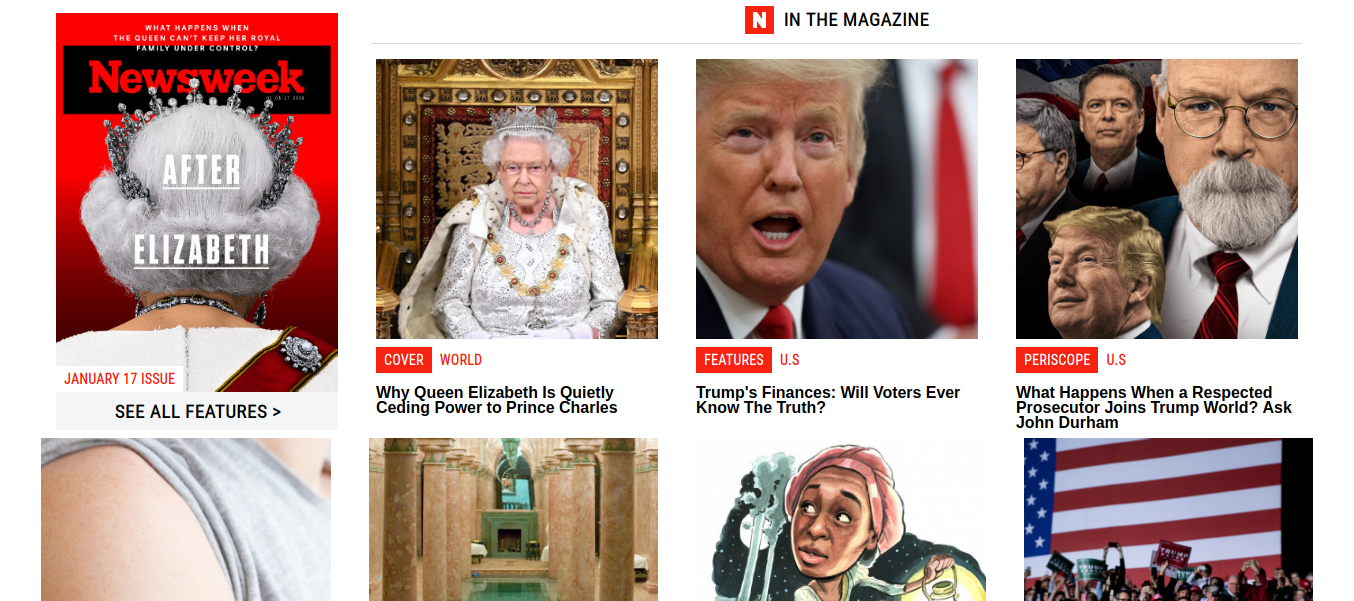 WHAT HAPPENS WHEN
THE QUEEN CAN'T KEEP HER ROYAL
FAMILY UNDER CONTROL?
Newsweek
AFTER
ELIZABETH
JANUARY 17 ISSUE
SEE ALL FEATURES >
N IN THE MAGAZINE
COVER WORLD
Why Queen Elizabeth Is Quietly
Ceding Power to Prince Charles
FEATURES U.S
Trump's Finances: Will Voters Ever
Know The Truth?
PERISCOPE U.S
What Happens When a Respected
Prosecutor Joins Trump World? Ask
John Durham
TRUMP
TRUMP